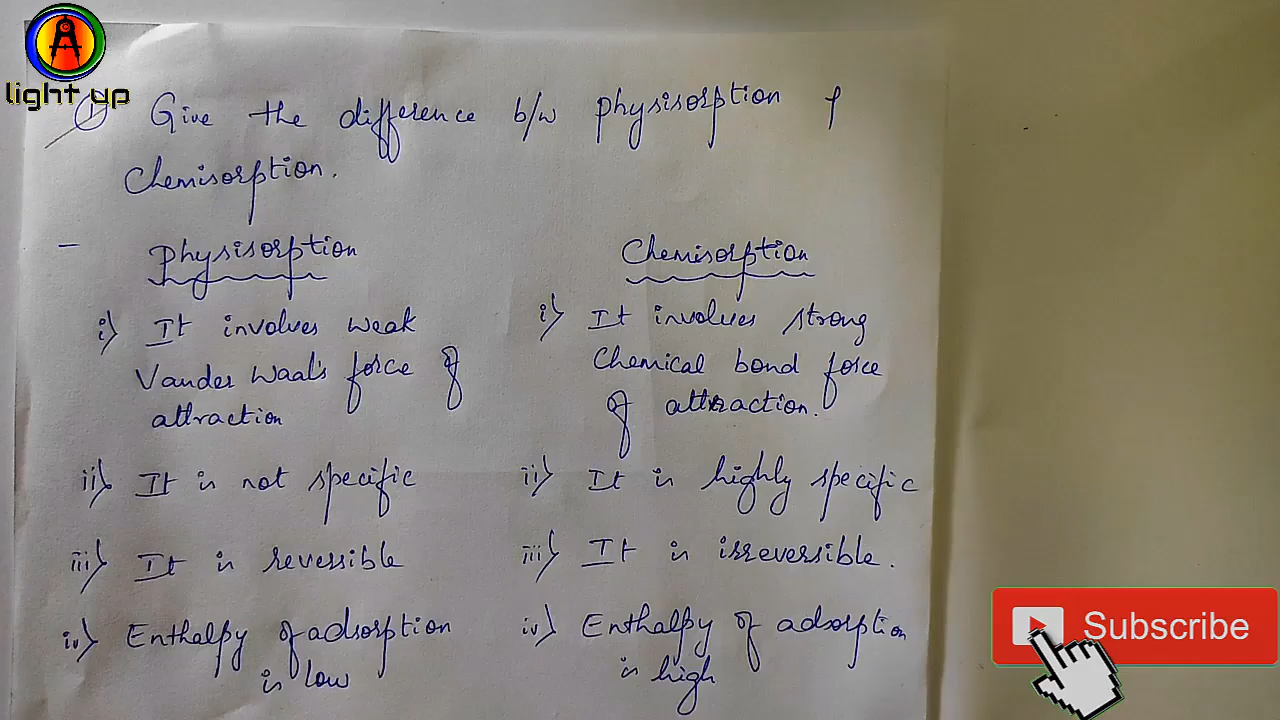 light up
① Give the difference b/w physisorption &
Chemisorption.
– Physisorption
Chemisorption
i) It involves weak
Vander Waal's force of
attraction
i) It involves strong
Chemical bond force
of attraction.
ii) It is not specific
ii) It is highly specific
iii) It is reversible
iii) It is irreversible.
iv) Enthalpy of adsorption
is low
iv) Enthalpy of adsorption
is high
Subscribe